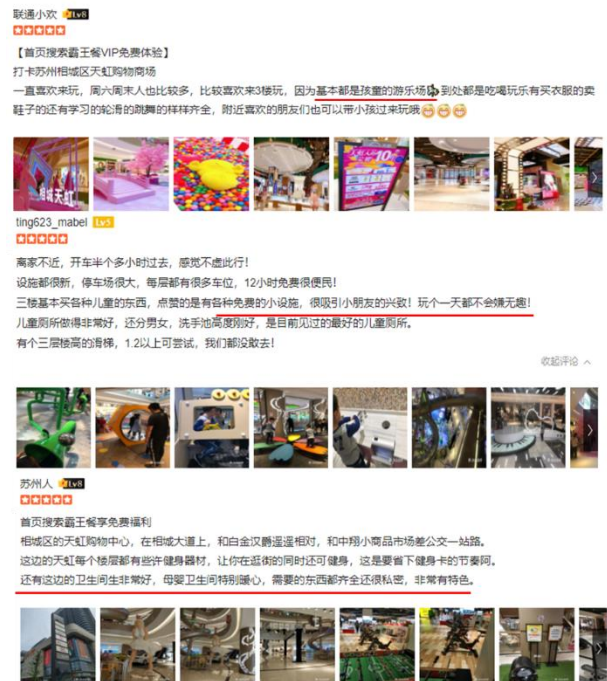 联通小欢 Lv8
【首页搜索霸王餐VIP免费体验】
打卡苏州相城区天虹购物商场
一直喜欢来玩，周六周末人也比较多，比较喜欢来3楼玩，因为基本都是孩童的游乐场 到处都是吃喝玩乐有买衣服的卖
鞋子的还有学习的轮滑的跳舞的样样齐全，附近喜欢的朋友们也可以带小孩过来玩哦
相城天虹
10
ting623_mabel Lv5
离家不近，开车半个多小时过去，感觉不虚此行！
设施都很新，停车场很大，每层都有很多车位，12小时免费很便民！
三楼基本买各种儿童的东西，点赞的是有各种免费的小设施，很吸引小朋友的兴致！玩个一天都不会嫌无趣！
儿童厕所做得非常好，还分男女，洗手池高度刚好，是目前见过的最好的儿童厕所。
有个三层楼高的滑梯，1.2以上可尝试，我们都没敢去！
收起评论
苏州人 Lv8
首页搜索霸王餐享免费福利
相城区的天虹购物中心，在相城大道上，和白金汉爵遥遥相对，和中翔小商品市场差公交一站路。
这边的天虹每个楼层都有些许健身器材，让你在逛街的同时还可健身，这是要省下健身卡的节奏阿。
还有这边的卫生间生非常好，母婴卫生间特别暖心，需要的东西都齐全还很私密，非常有特色。